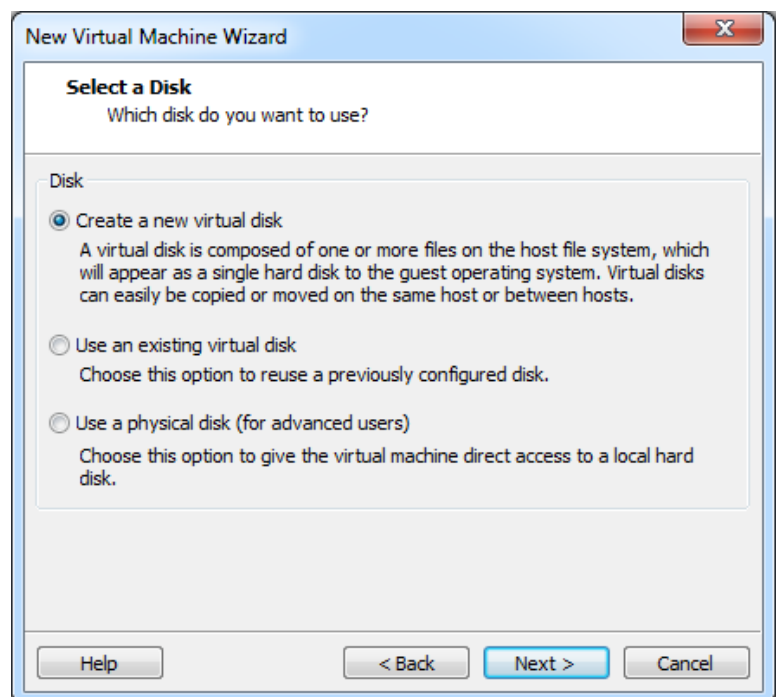 New Virtual Machine Wizard
Select a Disk
Which disk do you want to use?
Disk
Create a new virtual disk
A virtual disk is composed of one or more files on the host file system, which
will appear as a single hard disk to the guest operating system. Virtual disks
can easily be copied or moved on the same host or between hosts.
Use an existing virtual disk
Choose this option to reuse a previously configured disk.
Use a physical disk (for advanced users)
Choose this option to give the virtual machine direct access to a local hard
disk.
Help
< Back
Next >
Cancel